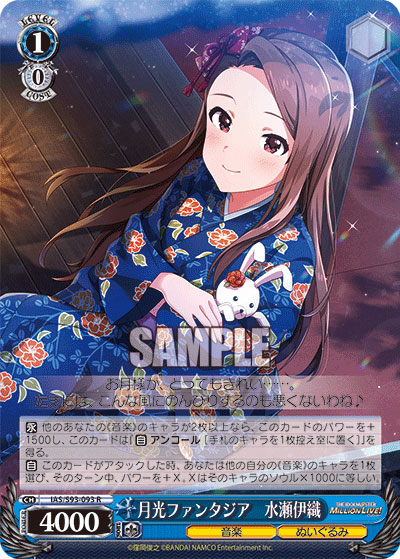 LEVEL
1
0
COST
SAMPLE
お月様が、とってもきれい……。
たまには、こんな風にのんびりするのも悪くないわね♪
永 他のあなたの《音楽》のキャラが2枚以上なら、このカードのパワーを+
1500し、このカードは『自 アンコール [手札のキャラを1枚控え室に置く]』を
得る。
自 このカードがアタックした時、あなたは他の自分の《音楽》のキャラを1枚
選び、そのターン中、パワーを+X。Xはそのキャラのソウル×1000に等しい。
CH IAS/S93-093 R
POWER
4000
月光ファンタジア 水瀬伊織
THE IDOLM@STER
MILLION LIVE!
音楽 ぬいぐるみ
©窪岡俊之 ©BANDAI NAMCO Entertainment Inc.